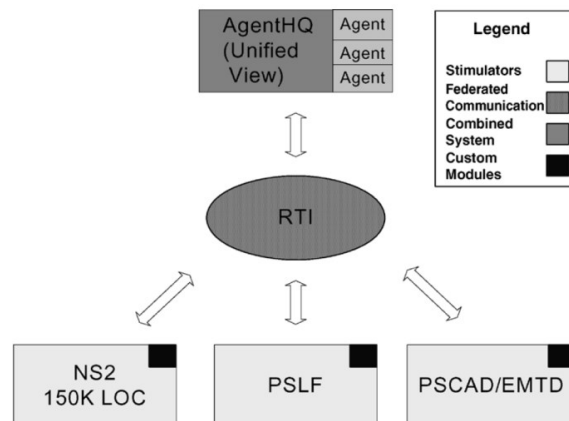 AgentHQ
(Unified
View)
Agent
Agent
Agent
Legend
Stimulators
Federated
Communication
Combined
System
Custom
Modules
RTI
NS2
150K LOC
PSLF
PSCAD/EMTD